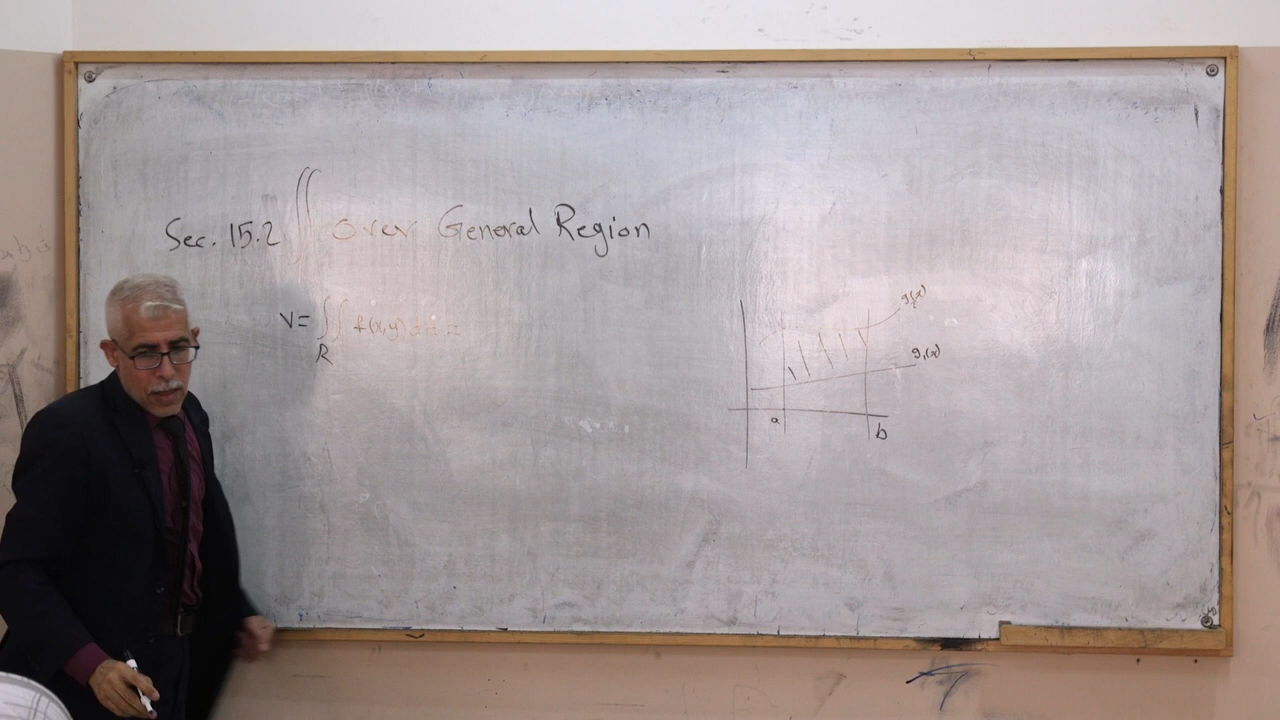 Sec. 15.2 ∬ over General Region
V = ∬ f(x,y) dA =
R
g₂(x)
g₁(x)
a
b